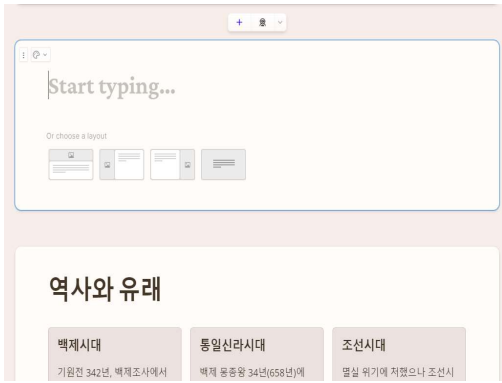 Start typing...
Or choose a layout
역사와 유래
백제시대
기원전 342년, 백제조사에서
통일신라시대
백제 몽종왕 34년(658년)에
조선시대
멸실 위기에 처했으나 조선시